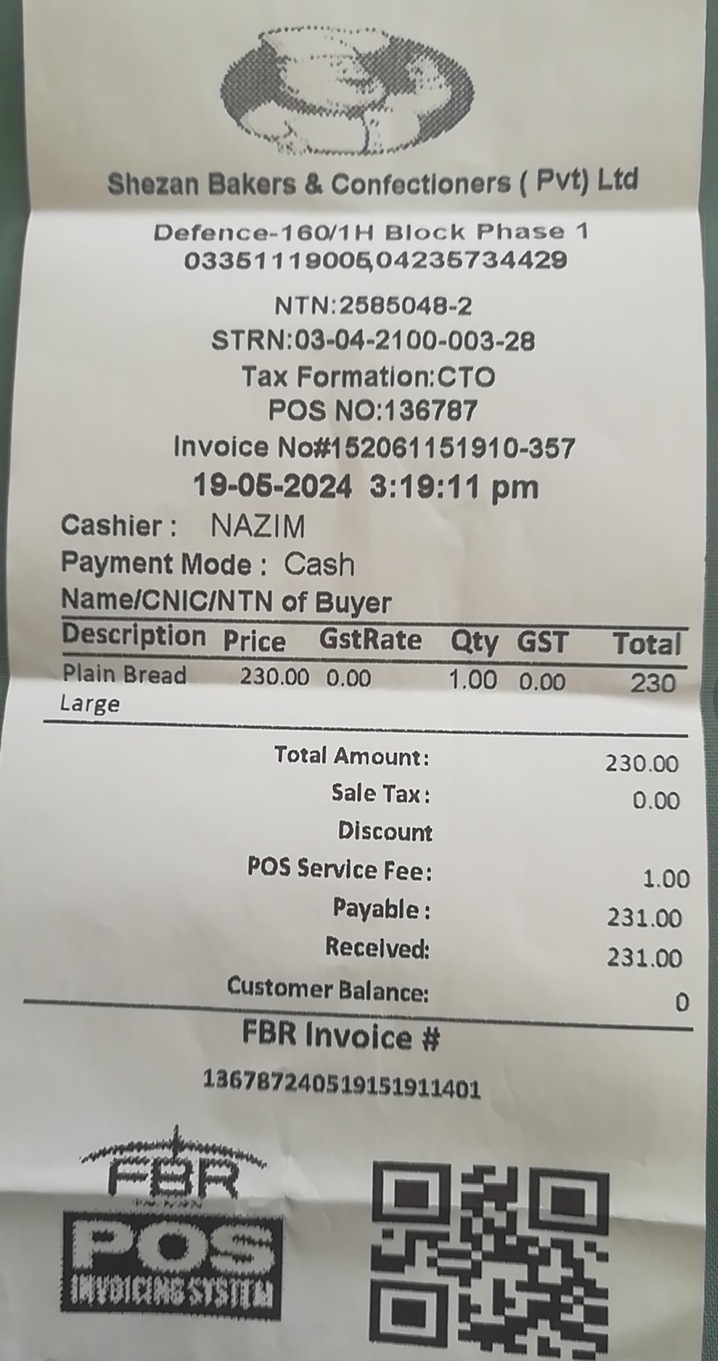 Shezan Bakers & Confectioners ( Pvt) Ltd
Defence-160/1H Block Phase 1
03351119005,04235734429
NTN:2585048-2
STRN:03-04-2100-003-28
Tax Formation:CTO
POS NO:136787
Invoice No#152061151910-357
19-05-2024 3:19:11 pm
Cashier : NAZIM
Payment Mode : Cash
Name/CNIC/NTN of Buyer
Description Price GstRate Qty GST Total
Plain Bread 230.00 0.00 1.00 0.00 230
Large
Total Amount: 230.00
Sale Tax : 0.00
Discount
POS Service Fee: 1.00
Payable : 231.00
Received: 231.00
Customer Balance: 0
FBR Invoice #
136787240519151911401
FBR
POS
INVOICING SYSTEM